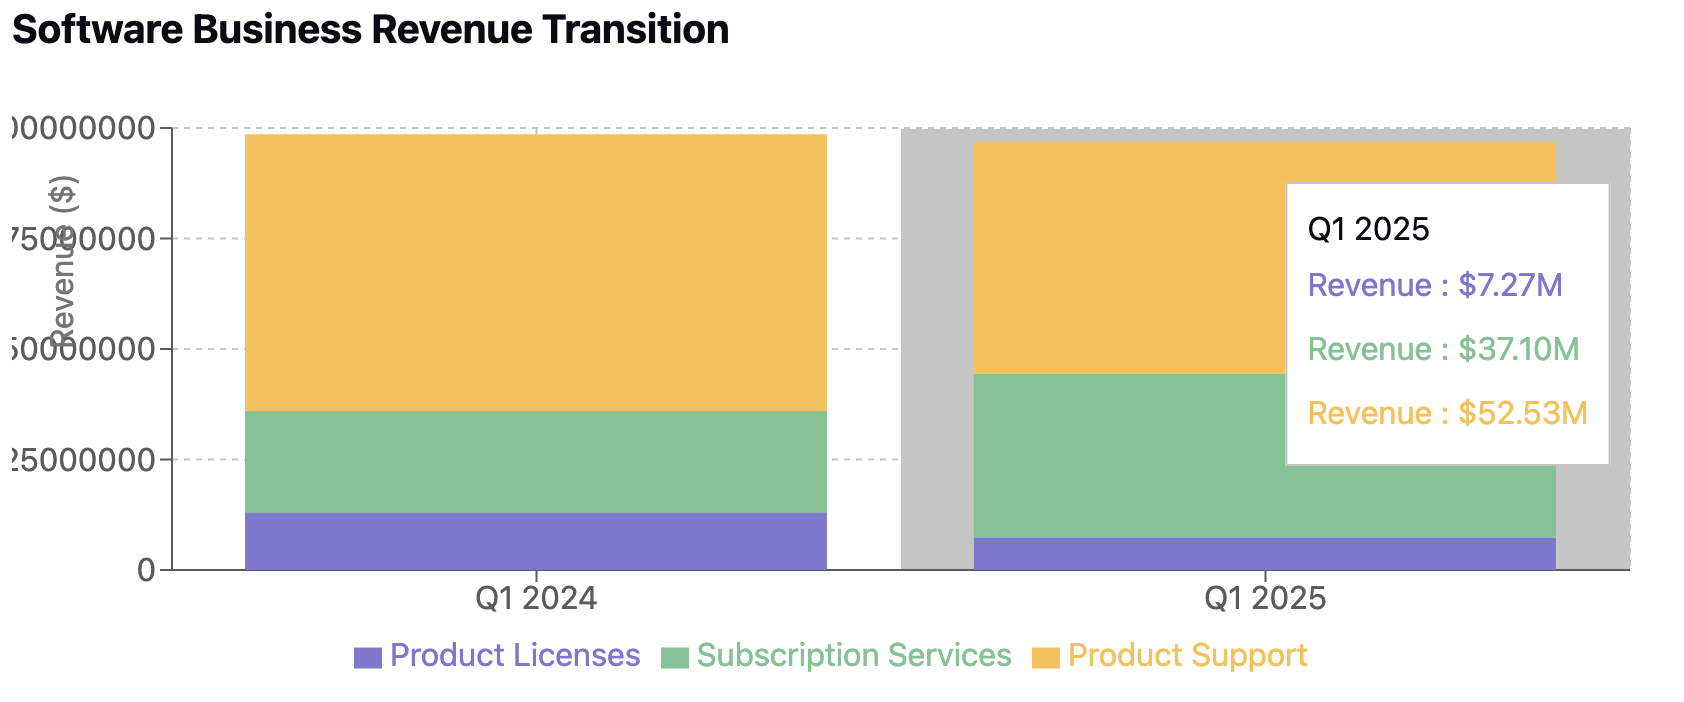 Software Business Revenue Transition
00000000
75000000
50000000
25000000
0
Revenue ($)
Q1 2024
Q1 2025
Q1 2025
Revenue : $7.27M
Revenue : $37.10M
Revenue : $52.53M
Product Licenses
Subscription Services
Product Support